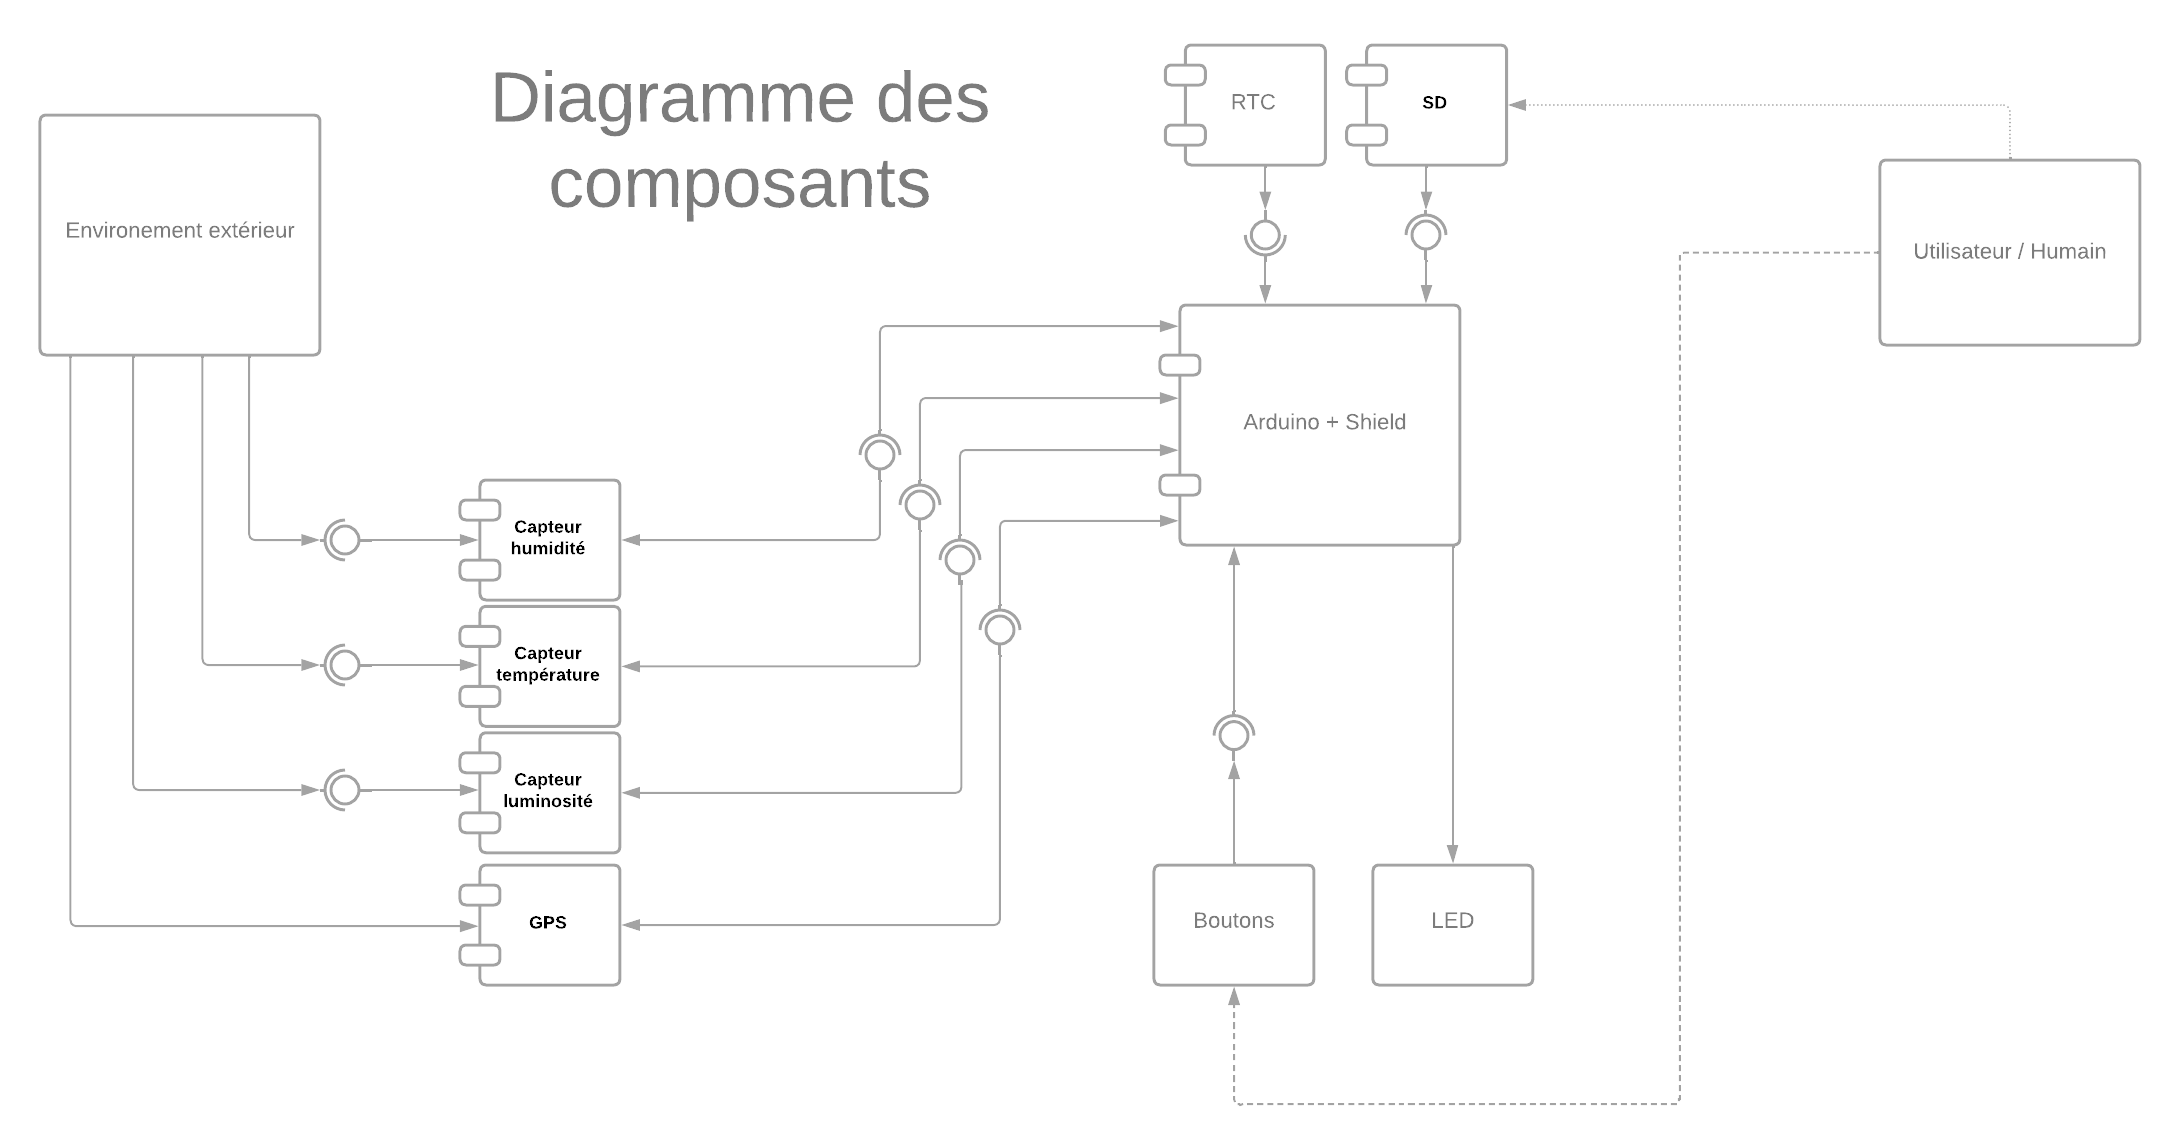 Diagramme des
composants
RTC
SD
Environement extérieur
Utilisateur / Humain
Arduino + Shield
Capteur
humidité
Capteur
température
Capteur
luminosité
GPS
Boutons
LED